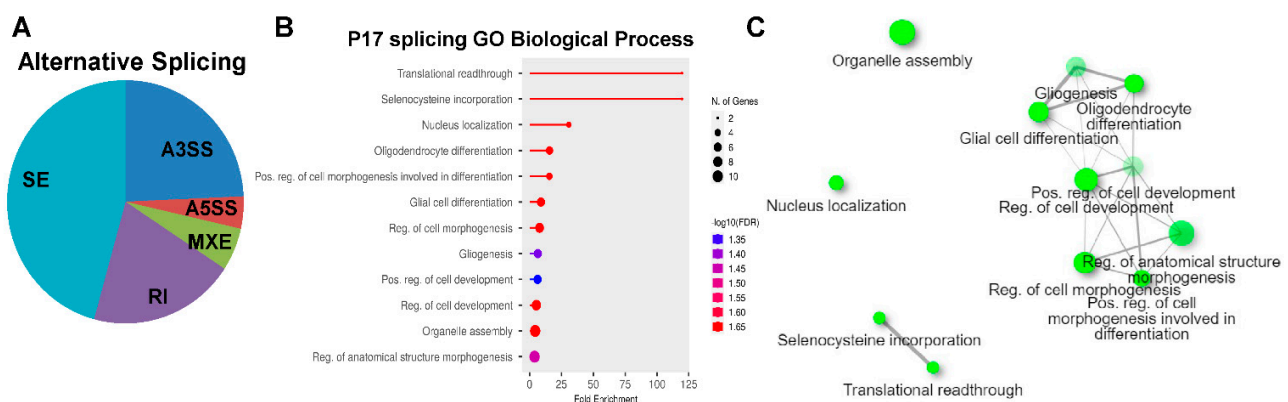 A
Alternative Splicing
SE
A3SS
A5SS
MXE
RI
B
P17 splicing GO Biological Process
Translational readthrough
Selenocysteine incorporation
Nucleus localization
Oligodendrocyte differentiation
Pos. reg. of cell morphogenesis involved in differentiation
Glial cell differentiation
Reg. of cell morphogenesis
Gliogenesis
Pos. reg. of cell development
Reg. of cell development
Organelle assembly
Reg. of anatomical structure morphogenesis
0 25 50 75 100 125
Fold Enrichment
N. of Genes
2
4
6
8
10
-log10(FDR)
1.35
1.40
1.45
1.50
1.55
1.60
1.65
C
Organelle assembly
Gliogenesis
Oligodendrocyte
differentiation
Glial cell differentiation
Nucleus localization
Pos. reg. of cell development
Reg. of cell development
Reg. of anatomical structure
morphogenesis
Reg. of cell morphogenesis
Pos. reg. of cell
morphogenesis involved in
differentiation
Selenocysteine incorporation
Translational readthrough